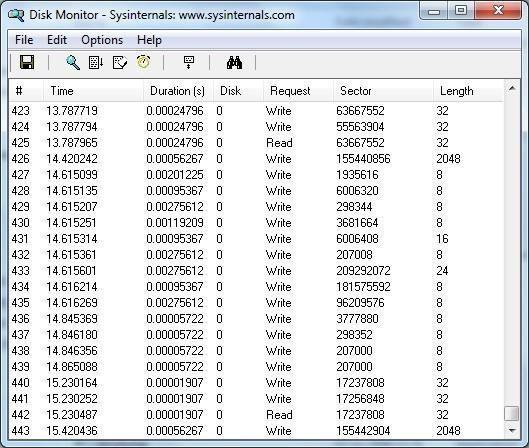 Disk Monitor - Sysinternals: www.sysinternals.com
File Edit Options Help
# Time Duration (s) Disk Request Sector Length
423 13.787719 0.00024796 0 Write 63667552 32
424 13.787794 0.00024796 0 Write 55563904 32
425 13.787965 0.00024796 0 Read 63667552 32
426 14.420242 0.00056267 0 Write 155440856 2048
427 14.615099 0.00201225 0 Write 1935616 8
428 14.615135 0.00095367 0 Write 6006320 8
429 14.615207 0.00275612 0 Write 298344 8
430 14.615251 0.00119209 0 Write 3681664 8
431 14.615314 0.00095367 0 Write 6006408 16
432 14.615361 0.00275612 0 Write 207008 8
433 14.615601 0.00275612 0 Write 209292072 24
434 14.616214 0.00095367 0 Write 181575592 8
435 14.616269 0.00275612 0 Write 96209576 8
436 14.845369 0.00005722 0 Write 3777880 8
437 14.846180 0.00005722 0 Write 298352 8
438 14.846356 0.00005722 0 Write 207000 8
439 14.865088 0.00005722 0 Write 207000 8
440 15.230164 0.00001907 0 Write 17237808 32
441 15.230252 0.00001907 0 Write 17256848 32
442 15.230487 0.00001907 0 Read 17237808 32
443 15.420436 0.00056267 0 Write 155442904 2048